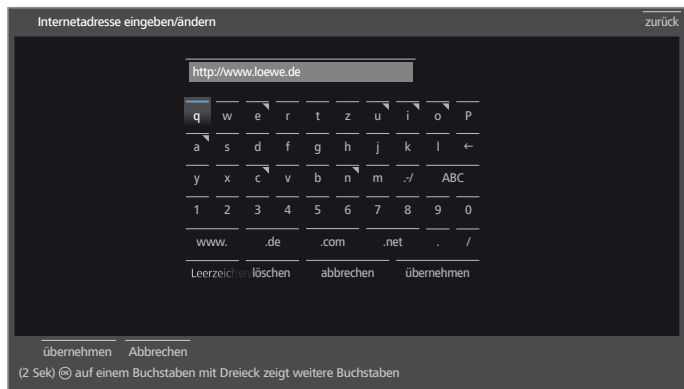 Internetadresse eingeben/ändern zurück
http://www.loewe.de
q w e r t z u i o P
a s d f g h j k l ←
y x c v b n m .-/ ABC
1 2 3 4 5 6 7 8 9 0
www. .de .com .net . /
Leerzeichen löschen abbrechen übernehmen
übernehmen Abbrechen
(2 Sek) OK auf einem Buchstaben mit Dreieck zeigt weitere Buchstaben